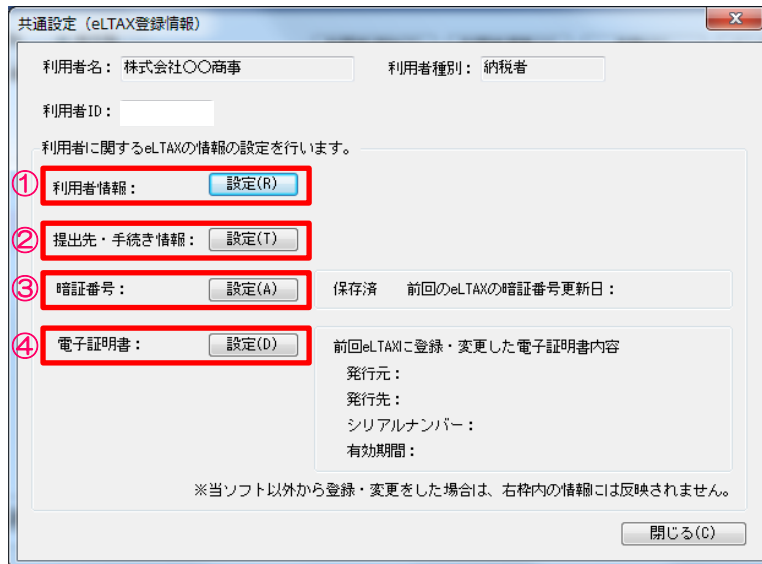 共通設定（eLTAX登録情報）
利用者名： 株式会社〇〇商事 利用者種別： 納税者
利用者ID：
利用者に関するeLTAXの情報の設定を行います。
① 利用者情報： 設定(R)
② 提出先・手続き情報： 設定(T)
③ 暗証番号： 設定(A) 保存済 前回のeLTAXの暗証番号更新日：
④ 電子証明書： 設定(D) 前回eLTAXに登録・変更した電子証明書内容
発行元：
発行先：
シリアルナンバー：
有効期間：
※当ソフト以外から登録・変更をした場合は、右枠内の情報には反映されません。
閉じる(C)